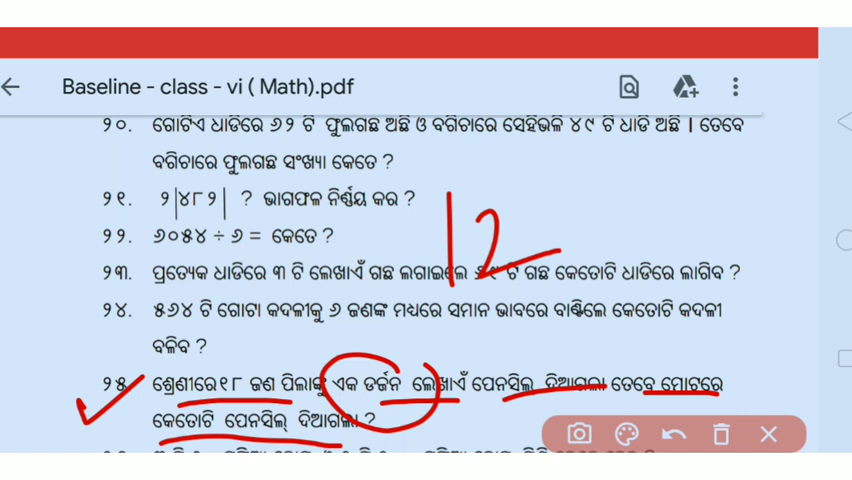 Baseline - class - vi ( Math).pdf
୨୦. ଗୋଟିଏ ଧାଡିରେ ୬୨ ଟି ଫୁଲଗଛ ଅଛି ଓ ବଗିଚାରେ ସେହିଭଳି ୪୯ ଟି ଧାଡି ଅଛି । ତେବେ
ବଗିଚାରେ ଫୁଲଗଛ ସଂଖ୍ୟା କେତେ ?
୨୧. ୨|୪୮୨| ? ଭାଗଫଳ ନିର୍ଣ୍ଣୟ କର ?
୨୨. ୬୦୫୪ ÷ ୬ = କେତେ ?
12
୨୩. ପ୍ରତ୍ୟେକ ଧାଡିରେ ୩ ଟି ଲେଖାଏଁ ଗଛ ଲଗାଇଲେ ଟି ଗଛ କେତୋଟି ଧାଡିରେ ଲାଗିବ ?
୨୪. ୫୬୪ ଟି ଗୋଟା କଦଳୀକୁ ୬ ଜଣଙ୍କ ମଧ୍ୟରେ ସମାନ ଭାବରେ ବାଣ୍ଟିଲେ କେତୋଟି କଦଳୀ
ବଳିବ ?
୨୫. ଶ୍ରେଣୀରେ ୧୮ ଜଣ ପିଲାଙ୍କୁ ଏକ ଡର୍ଜନ ଲେଖାଏଁ ପେନସିଲ୍ ଦିଆଗଲା ତେବେ ମୋଟରେ
କେତୋଟି ପେନସିଲ୍ ଦିଆଗଲା ?